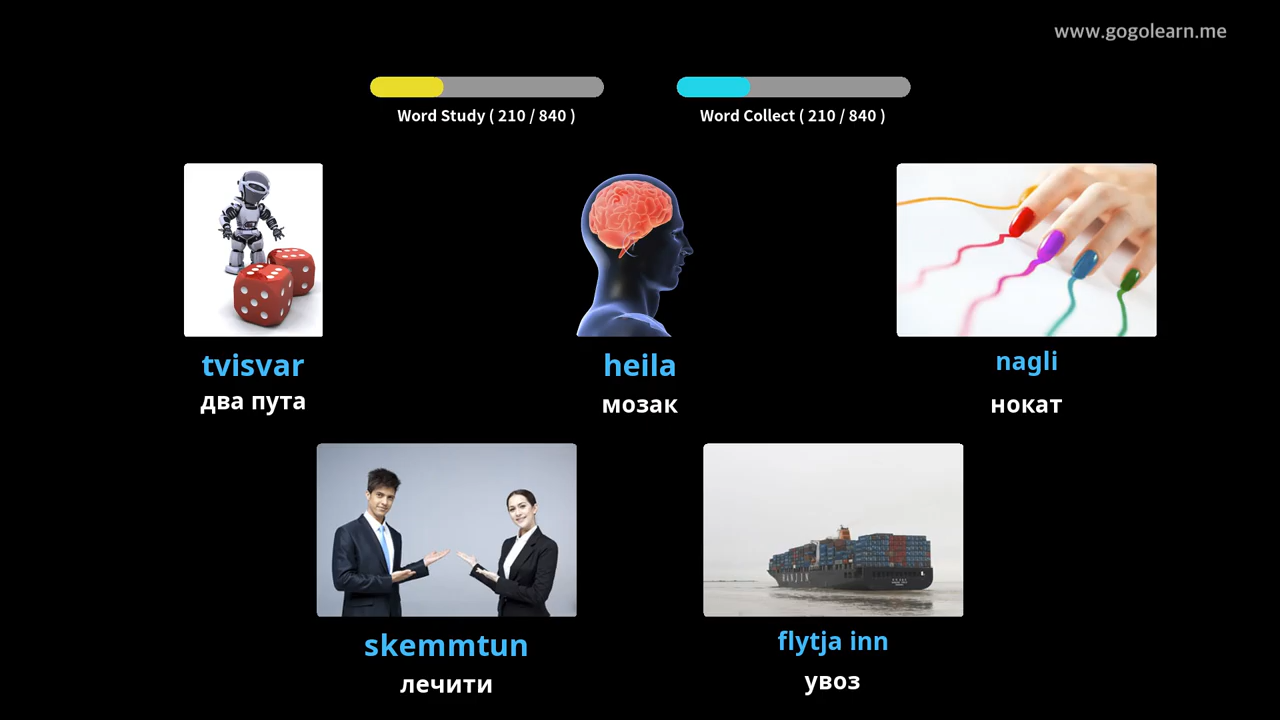 www.gogolearn.me
Word Study ( 210 / 840 )
Word Collect ( 210 / 840 )
tvisvar
два пута
heila
мозак
nagli
нокат
skemmtun
лечити
HANJIN
flytja inn
увоз